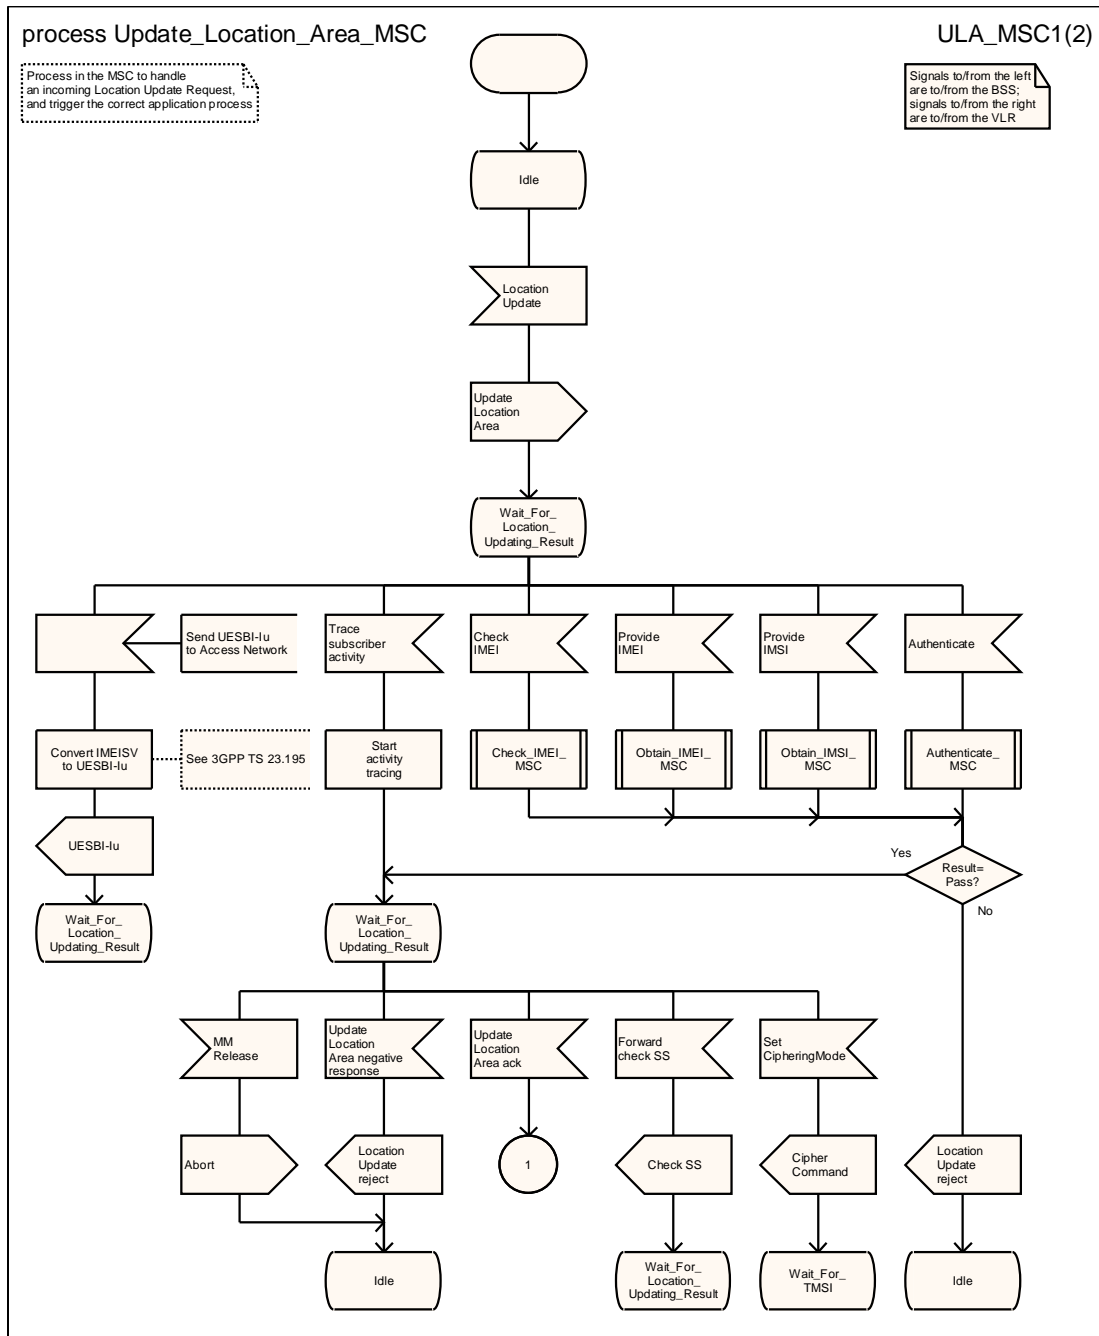 process Update_Location_Area_MSC
ULA_MSC1(2)
Process in the MSC to handle
an incoming Location Update Request,
and trigger the correct application process
Signals to/from the left
are to/from the BSS;
signals to/from the right
are to/from the VLR
Idle
Location
Update
Update
Location
Area
Wait_For_
Location_
Updating_Result
Send UESBI-Iu
to Access Network
Trace
subscriber
activity
Check
IMEI
Provide
IMEI
Provide
IMSI
Authenticate
Convert IMEISV
to UESBI-Iu
See 3GPP TS 23.195
Start
activity
tracing
Check_IMEI_
MSC
Obtain_IMEI_
MSC
Obtain_IMSI_
MSC
Authenticate_
MSC
UESBI-Iu
Yes
Result=
Pass?
No
Wait_For_
Location_
Updating_Result
Wait_For_
Location_
Updating_Result
MM
Release
Update
Location
Area negative
response
Update
Location
Area ack
Forward
check SS
Set
CipheringMode
Abort
Location
Update
reject
1
Check SS
Cipher
Command
Location
Update
reject
Idle
Wait_For_
Location_
Updating_Result
Wait_For_
TMSI
Idle